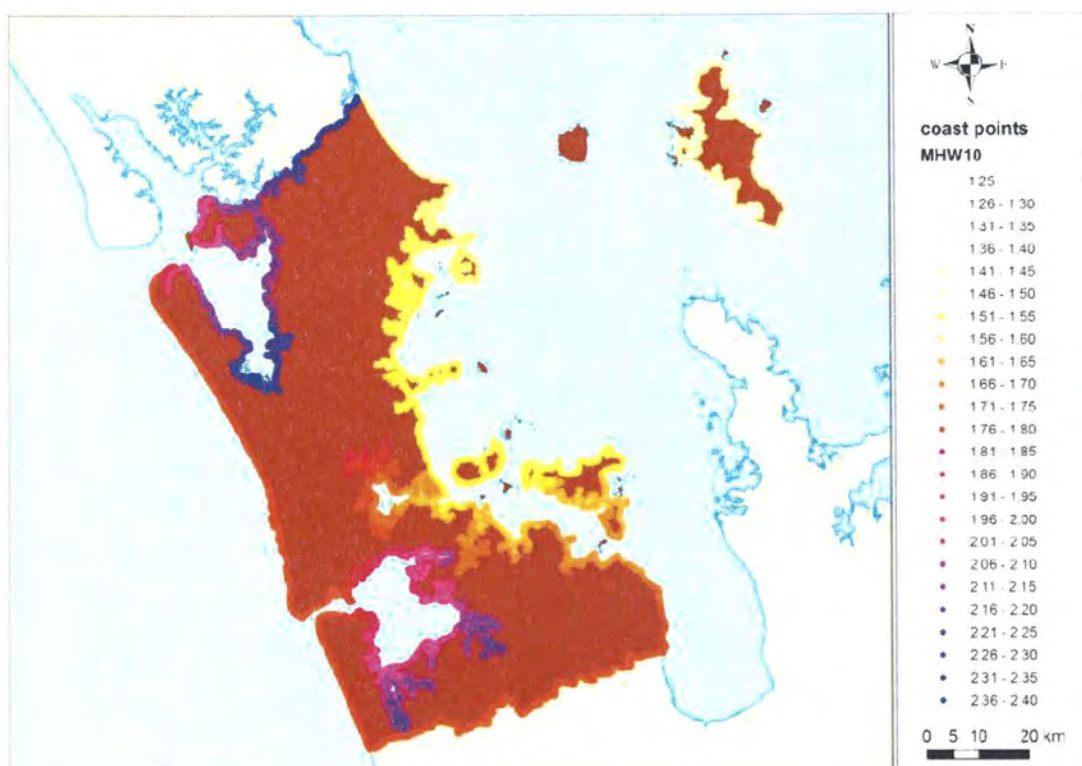 N
W E
S
coast points
MHW10
1.25
1.26 - 1.30
1.31 - 1.35
1.36 - 1.40
1.41 - 1.45
1.46 - 1.50
1.51 - 1.55
1.56 - 1.60
1.61 - 1.65
1.66 - 1.70
1.71 - 1.75
1.76 - 1.80
1.81 - 1.85
1.86 - 1.90
1.91 - 1.95
1.96 - 2.00
2.01 - 2.05
2.06 - 2.10
2.11 - 2.15
2.16 - 2.20
2.21 - 2.25
2.26 - 2.30
2.31 - 2.35
2.36 - 2.40
0 5 10 20 km